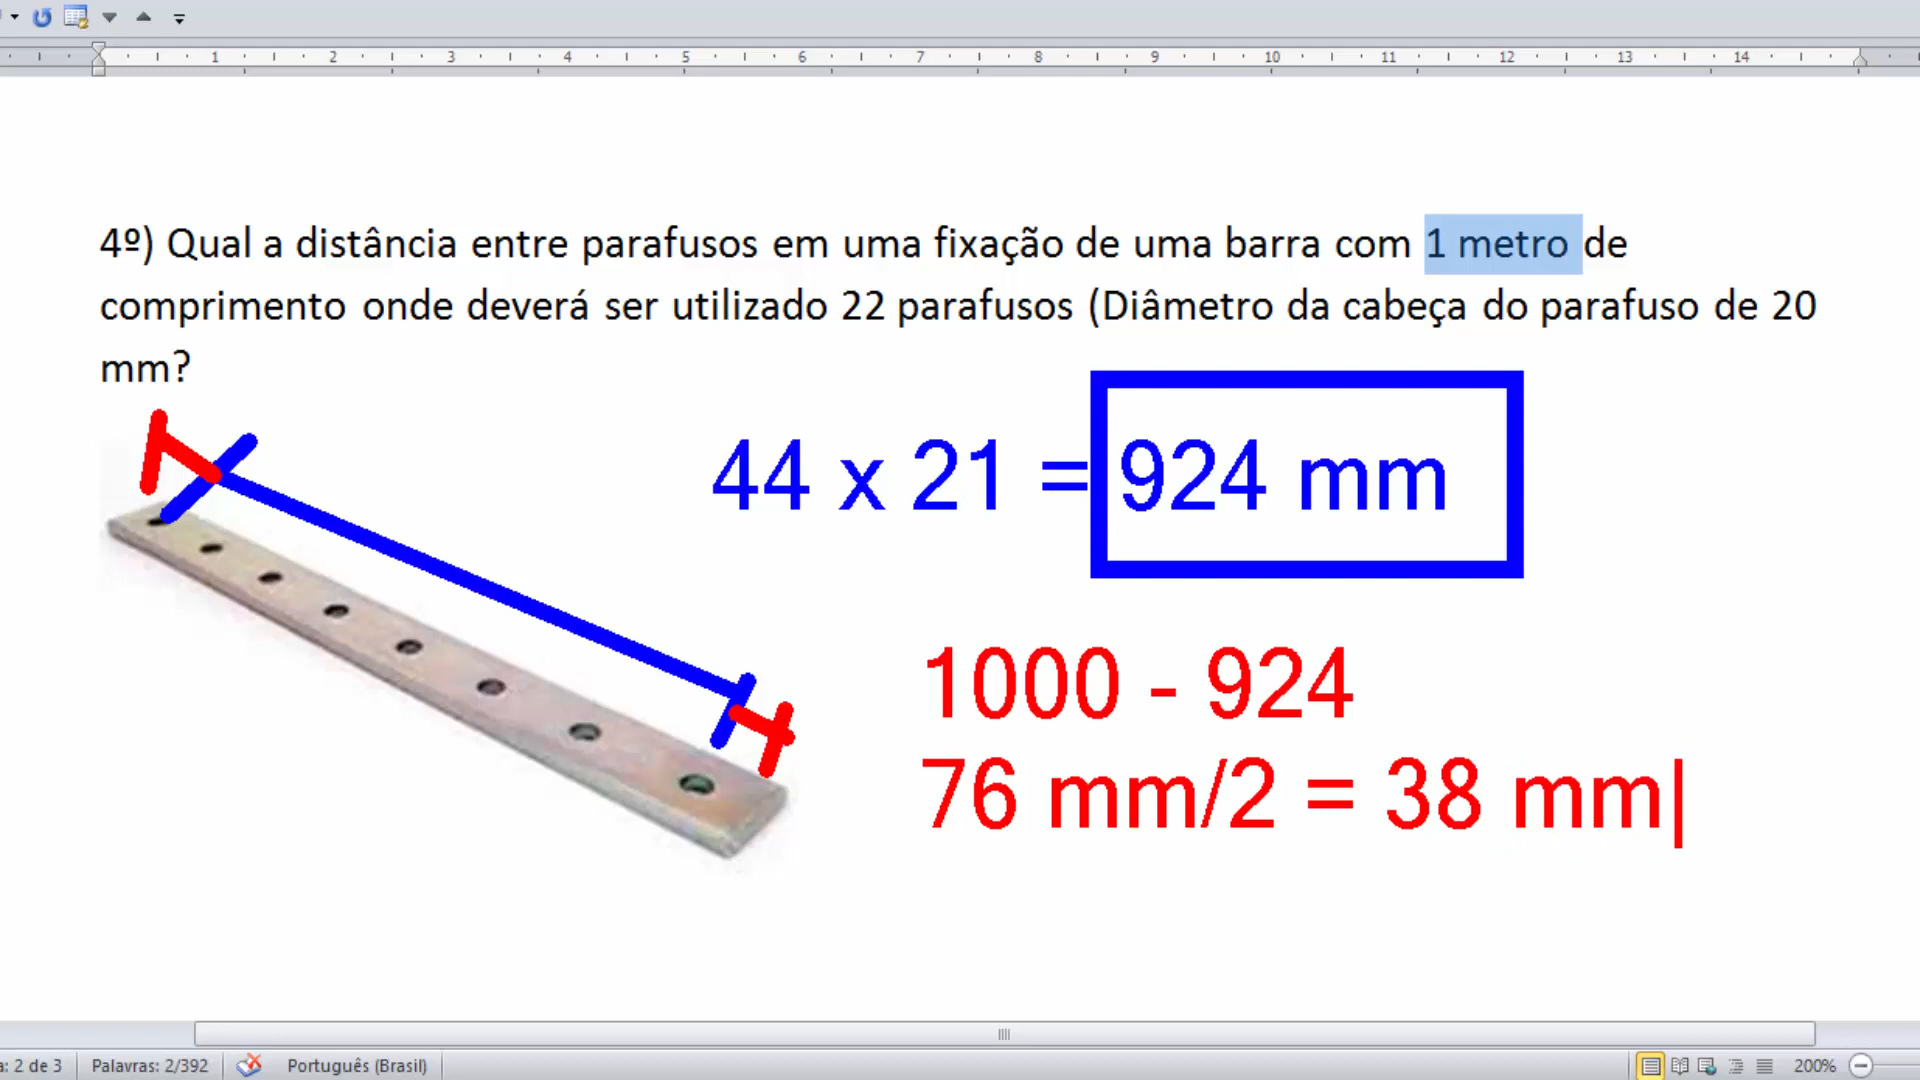 1 2 3 4 5 6 7 8 9 10 11 12 13 14
4º) Qual a distância entre parafusos em uma fixação de uma barra com 1 metro de
comprimento onde deverá ser utilizado 22 parafusos (Diâmetro da cabeça do parafuso de 20
mm?
44 x 21 = 924 mm
1000 - 924
76 mm/2 = 38 mm
a: 2 de 3 Palavras: 2/392 Português (Brasil) 200%